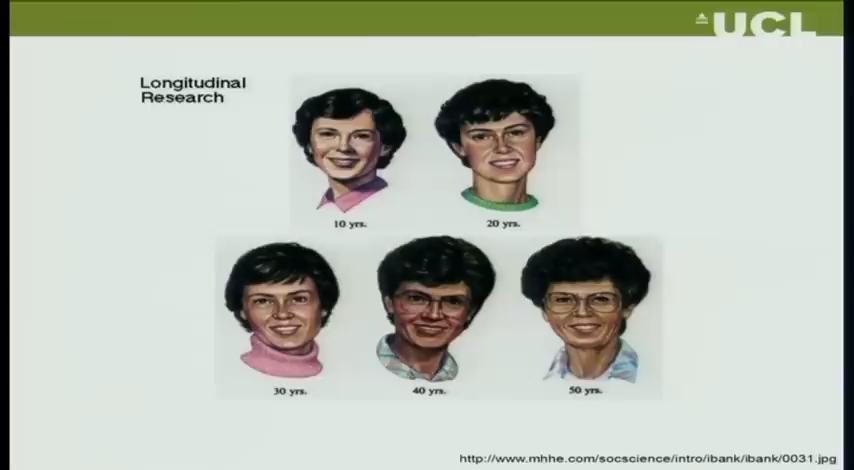 UCL
Longitudinal
Research
10 yrs.
20 yrs.
30 yrs.
40 yrs.
50 yrs.
http://www.mhhe.com/socscience/intro/ibank/ibank/0031.jpg